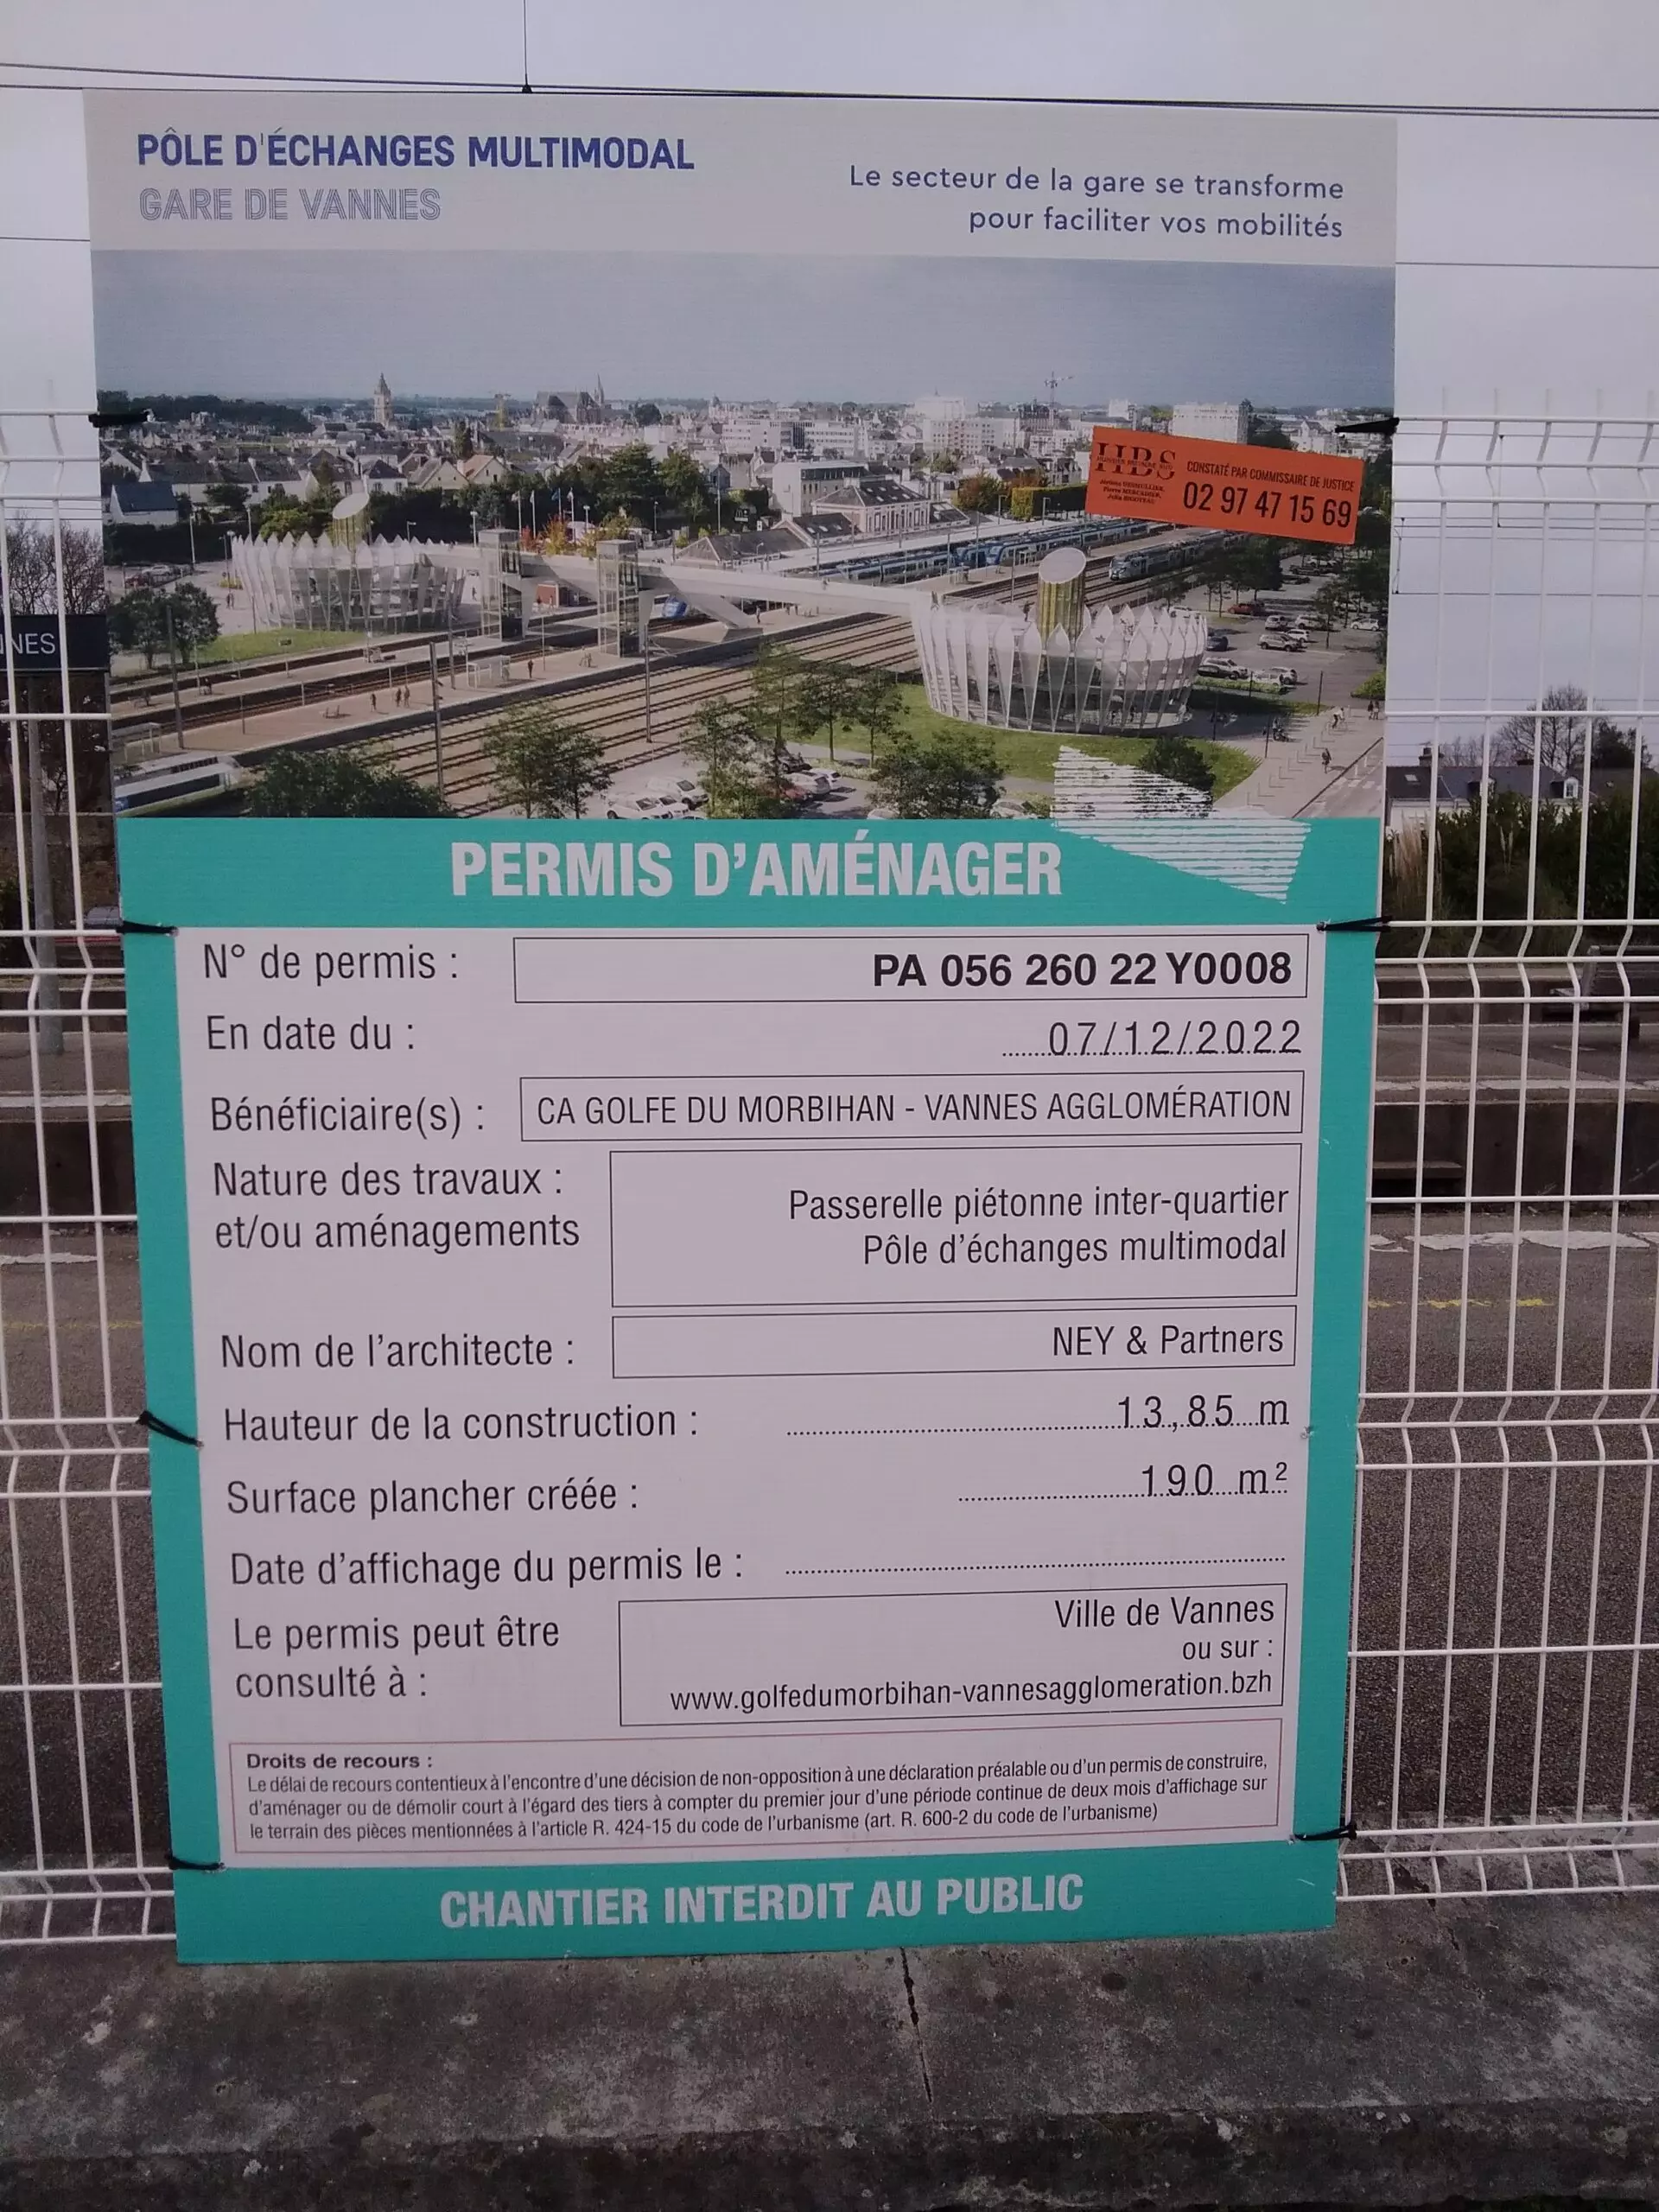 PÔLE D'ÉCHANGES MULTIMODAL
GARE DE VANNES
Le secteur de la gare se transforme
pour faciliter vos mobilités
HBS
CONSTATÉ PAR COMMISSAIRE DE JUSTICE
02 97 47 15 69
NNES
PERMIS D'AMÉNAGER
N° de permis : PA 056 260 22 Y0008
En date du : 07/12/2022
Bénéficiaire(s) : CA GOLFE DU MORBIHAN - VANNES AGGLOMÉRATION
Nature des travaux :
et/ou aménagements
Passerelle piétonne inter-quartier
Pôle d'échanges multimodal
Nom de l'architecte : NEY & Partners
Hauteur de la construction : 13,85 m
Surface plancher créée : 190 m²
Date d'affichage du permis le :
Le permis peut être
consulté à :
Ville de Vannes
ou sur :
www.golfedumorbihan-vannesagglomeration.bzh
Droits de recours :
Le délai de recours contentieux à l'encontre d'une décision de non-opposition à une déclaration préalable ou d'un permis de construire,
d'aménager ou de démolir court à l'égard des tiers à compter du premier jour d'une période continue de deux mois d'affichage sur
le terrain des pièces mentionnées à l'article R. 424-15 du code de l'urbanisme (art. R. 600-2 du code de l'urbanisme)
CHANTIER INTERDIT AU PUBLIC